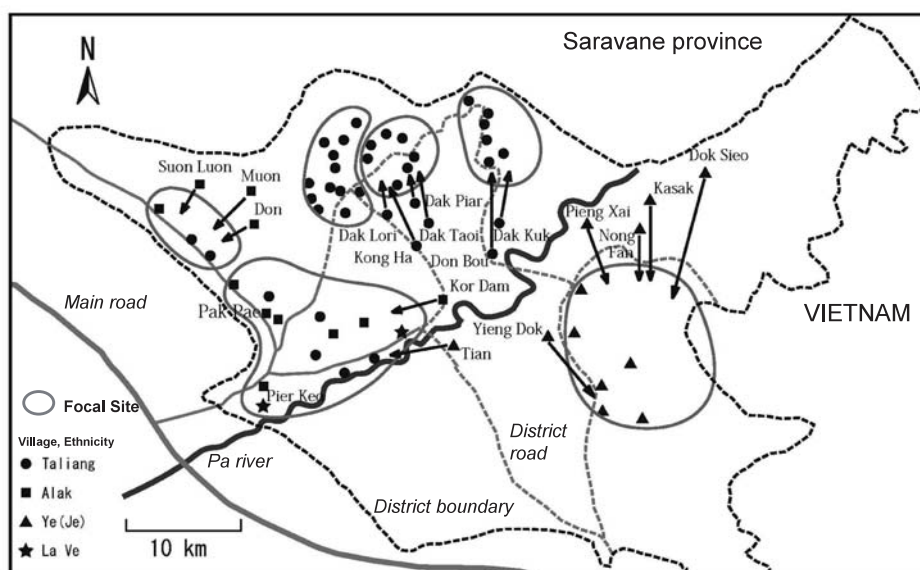 Saravane province
N
Dok Sieo
Suon Luon
Muon
Kasak
Don
Dak Piar
Pieng Xai
Dak Lori
Dak Taoi
Dak Kuk
Nong
Fan
Kong Ha
Don Bou
Kor Dam
Main road
Pak Pae
VIETNAM
Yieng Dok
Tian
Pier Keo
Focal Site
Village, Ethnicity
Taliang
Pa river
District
road
Alak
Ye(Je)
District boundary
La Ve
10 km